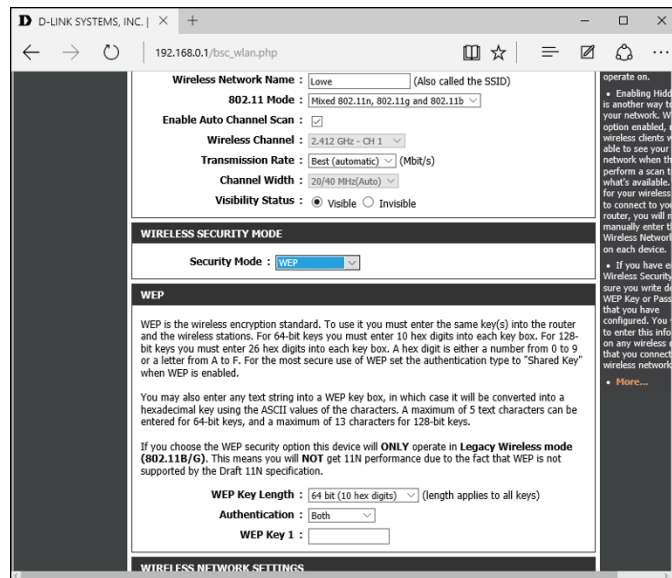 D-LINK SYSTEMS, INC. |
192.168.0.1/bsc_wlan.php
Wireless Network Name : Lowe (Also called the SSID)
802.11 Mode : Mixed 802.11n, 802.11g and 802.11b
Enable Auto Channel Scan :
Wireless Channel : 2.412 GHz - CH 1
Transmission Rate : Best (automatic) (Mbit/s)
Channel Width : 20/40 MHz(Auto)
Visibility Status : Visible Invisible
WIRELESS SECURITY MODE
Security Mode : WEP
WEP
WEP is the wireless encryption standard. To use it you must enter the same key(s) into the router
and the wireless stations. For 64-bit keys you must enter 10 hex digits into each key box. For 128-
bit keys you must enter 26 hex digits into each key box. A hex digit is either a number from 0 to 9
or a letter from A to F. For the most secure use of WEP set the authentication type to "Shared Key"
when WEP is enabled.
You may also enter any text string into a WEP key box, in which case it will be converted into a
hexadecimal key using the ASCII values of the characters. A maximum of 5 text characters can be
entered for 64-bit keys, and a maximum of 13 characters for 128-bit keys.
If you choose the WEP security option this device will ONLY operate in Legacy Wireless mode
(802.11B/G). This means you will NOT get 11N performance due to the fact that WEP is not
supported by the Draft 11N specification.
WEP Key Length : 64 bit (10 hex digits) (length applies to all keys)
Authentication : Both
WEP Key 1 :
WIRELESS NETWORK SETTINGS
operate on.
• Enabling
is another way
your network.
option enabled,
wireless clients
able to see your
network when
perform a scan
what's available.
for your wireless
to connect to
router, you will
manually enter
Wireless
on each device.
• If you have
Wireless Security
sure you write
WEP Key or
that you have
configured. You
to enter this
on any wireless
that you connect
wireless network
• More...